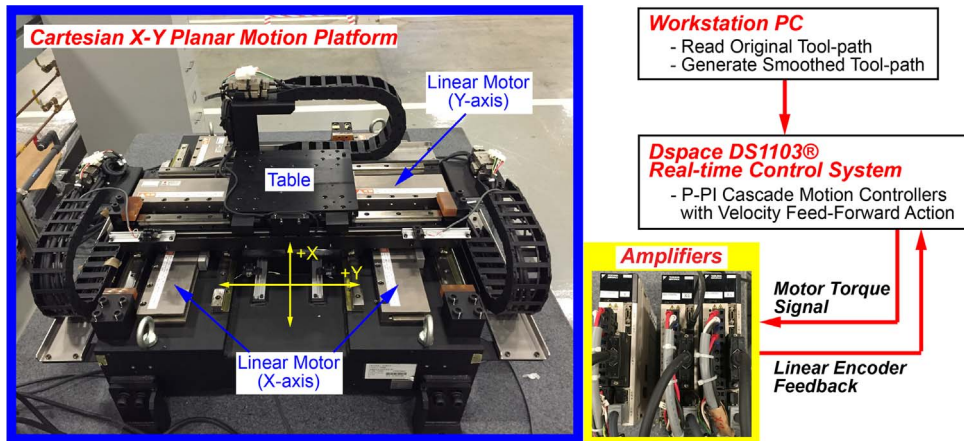 Cartesian X-Y Planar Motion Platform
Linear Motor
(Y-axis)
Table
+X
+Y
Linear Motor
(X-axis)
Workstation PC
- Read Original Tool-path
- Generate Smoothed Tool-path
Dspace DS1103®
Real-time Control System
- P-PI Cascade Motion Controllers
with Velocity Feed-Forward Action
Amplifiers
Motor Torque
Signal
Linear Encoder
Feedback